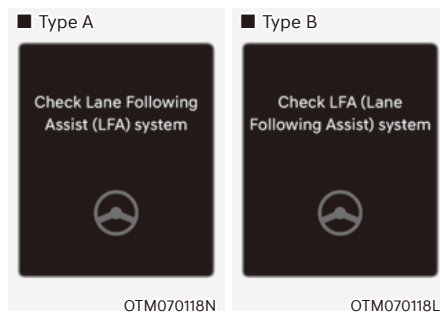 ■ Type A
Check Lane Following
Assist (LFA) system
OTM070118N
■ Type B
Check LFA (Lane
Following Assist) system
OTM070118L